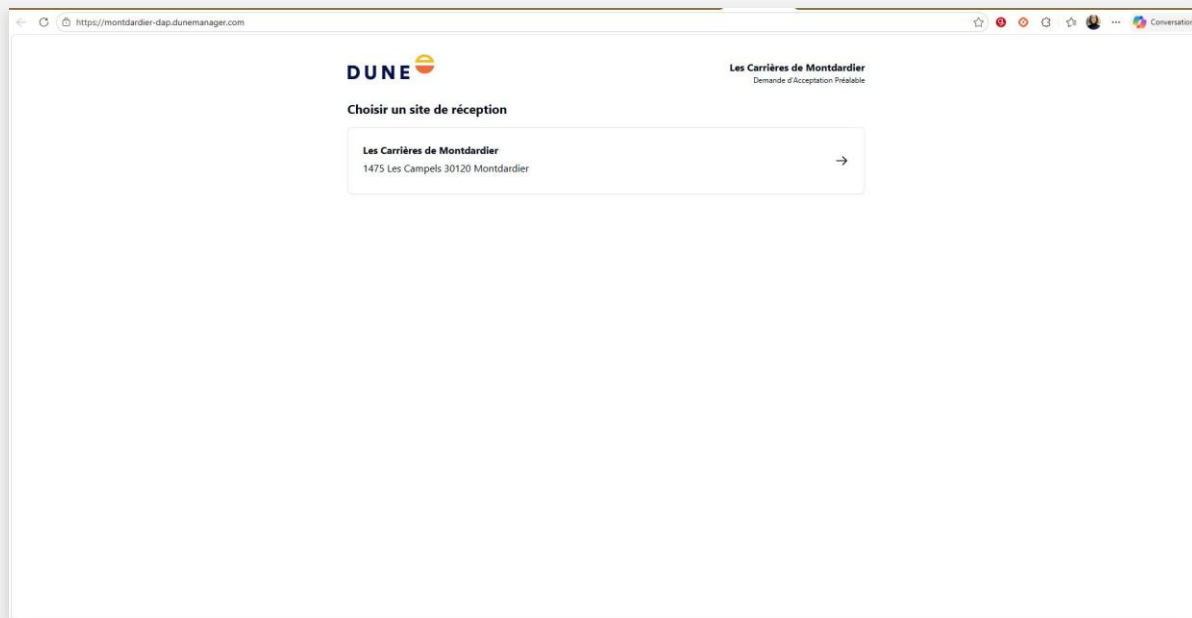 https://montdardier-dap.dunemanager.com
Conversation
DUNE
Les Carrières de Montdardier
Demande d'Acceptation Préalable
Choisir un site de réception
Les Carrières de Montdardier
1475 Les Campels 30120 Montdardier